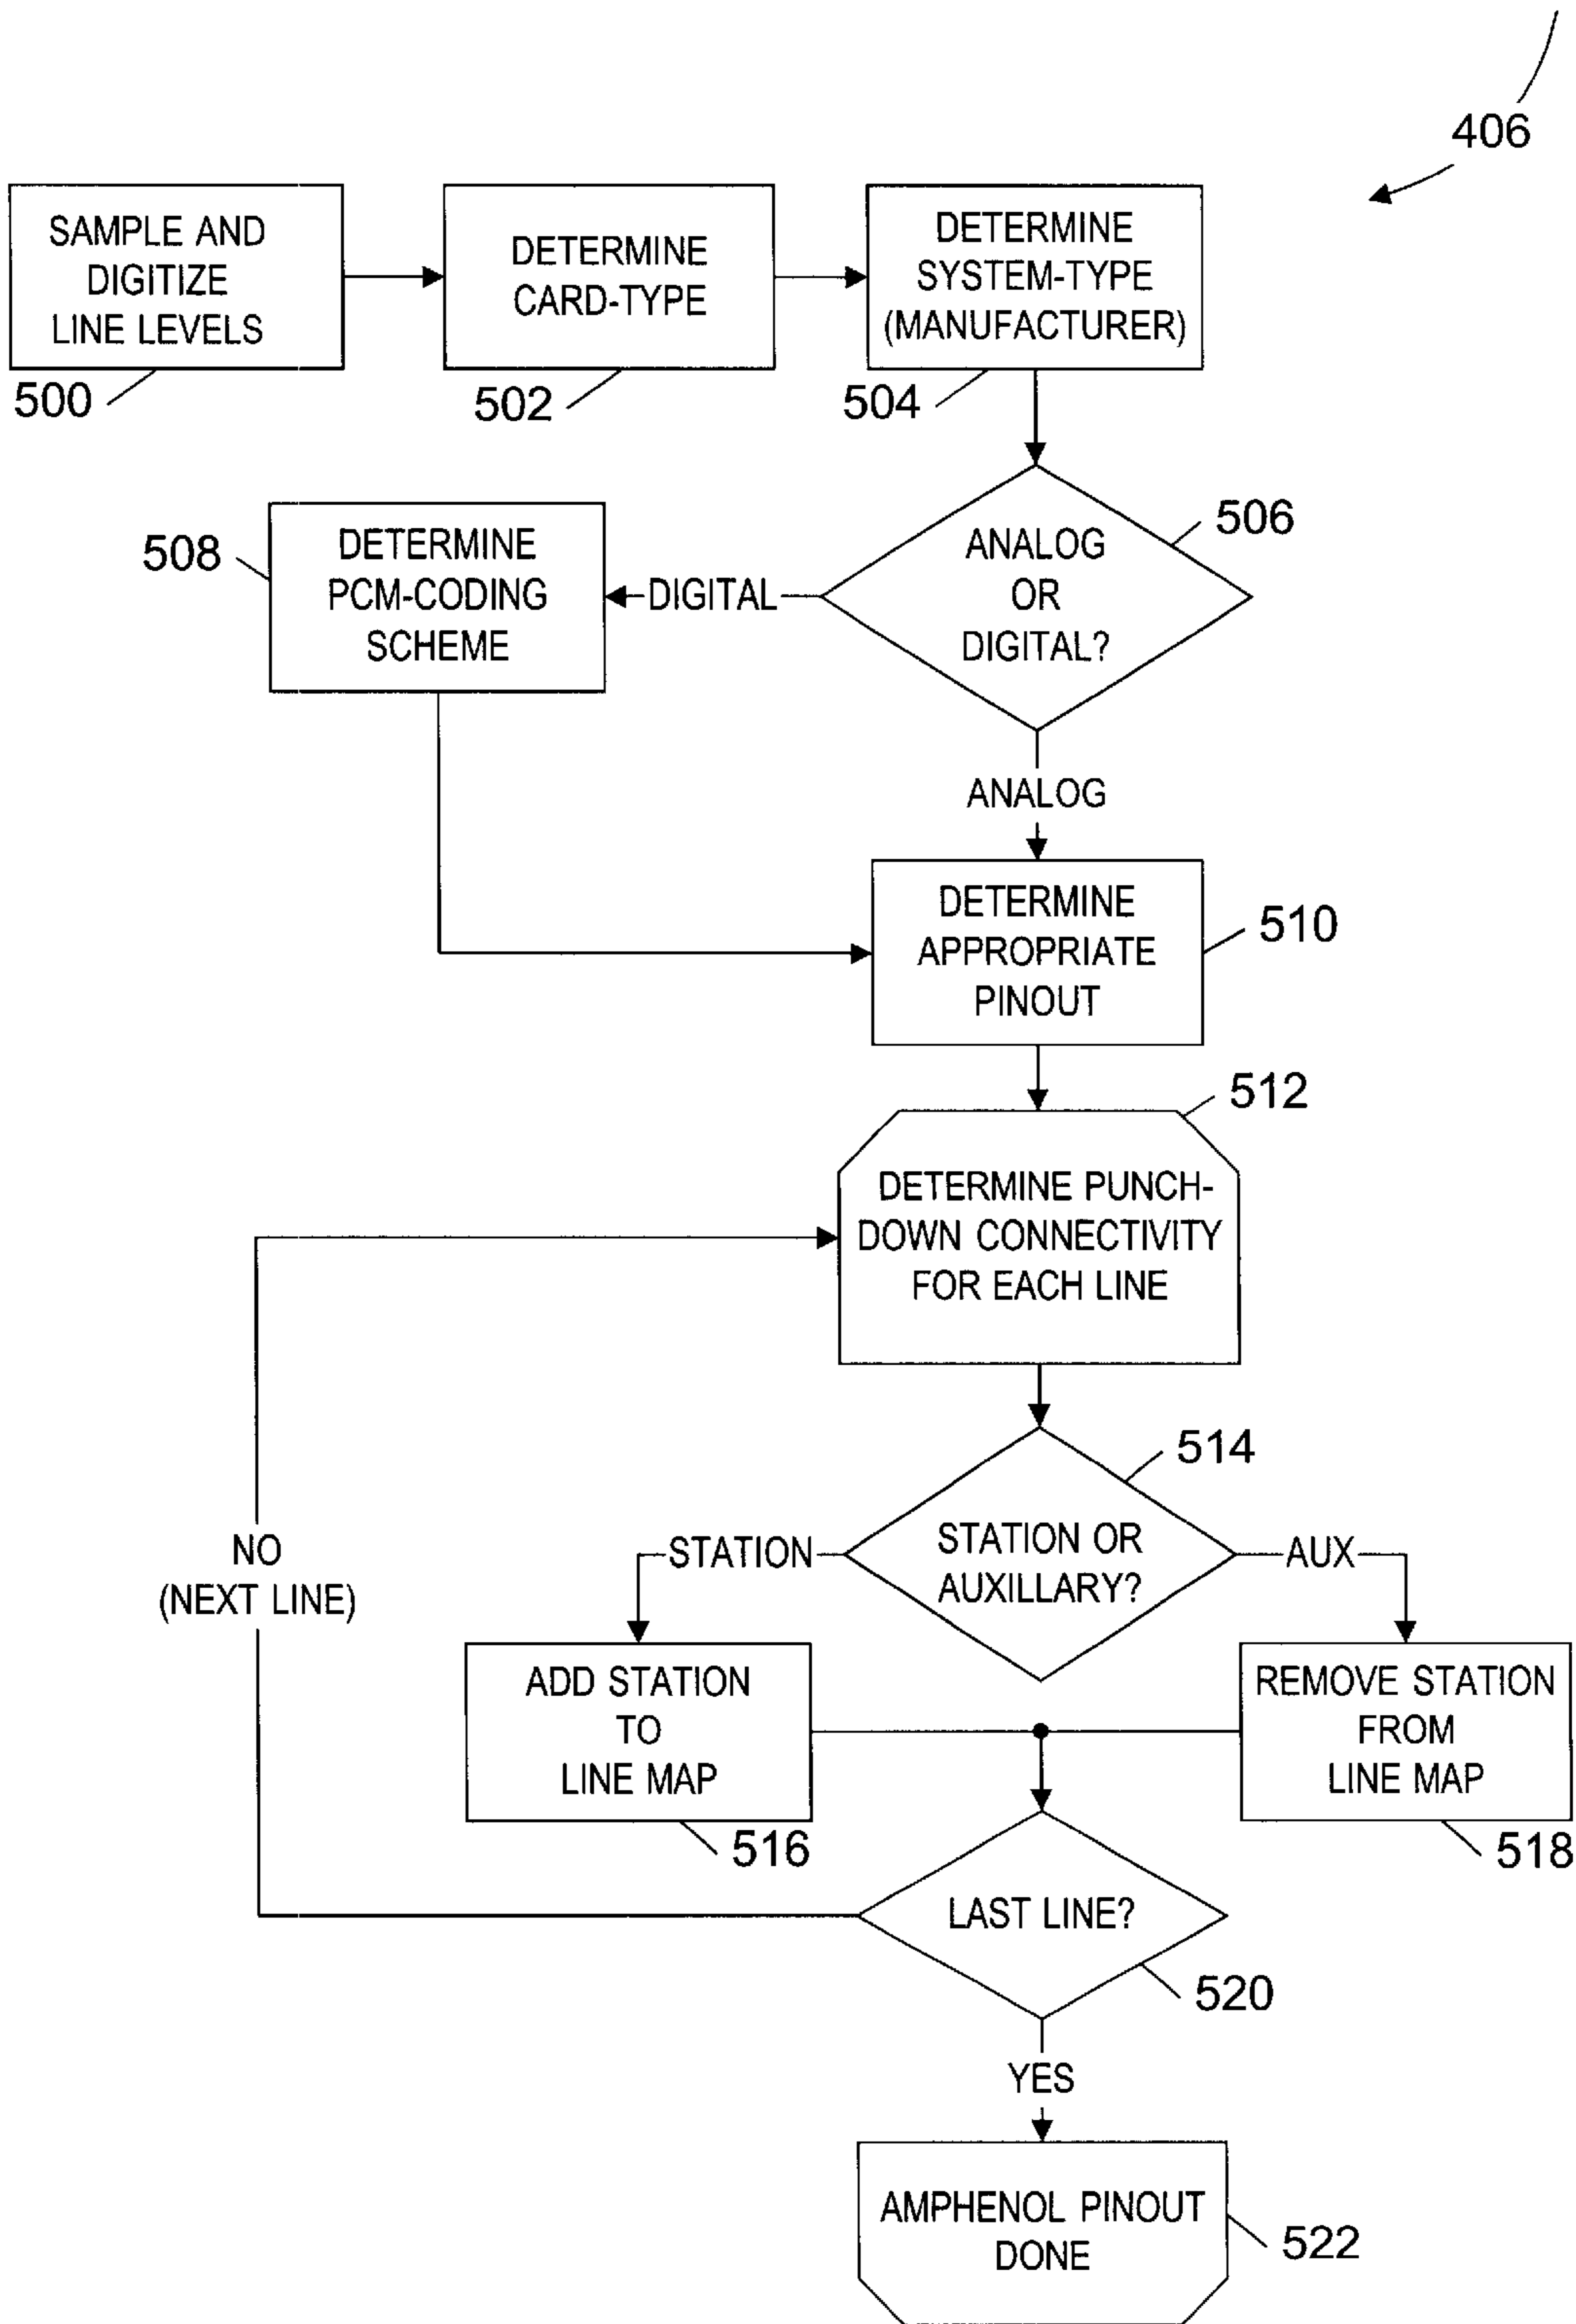 406
SAMPLE AND
DIGITIZE
LINE LEVELS
500
DETERMINE
CARD-TYPE
502
DETERMINE
SYSTEM-TYPE
(MANUFACTURER)
504
ANALOG
OR
DIGITAL?
506
DIGITAL
DETERMINE
PCM-CODING
SCHEME
508
ANALOG
DETERMINE
APPROPRIATE
PINOUT
510
DETERMINE PUNCH-
DOWN CONNECTIVITY
FOR EACH LINE
512
STATION OR
AUXILLARY?
514
STATION
AUX
NO
(NEXT LINE)
ADD STATION
TO
LINE MAP
516
REMOVE STATION
FROM
LINE MAP
518
LAST LINE?
520
YES
AMPHENOL PINOUT
DONE
522